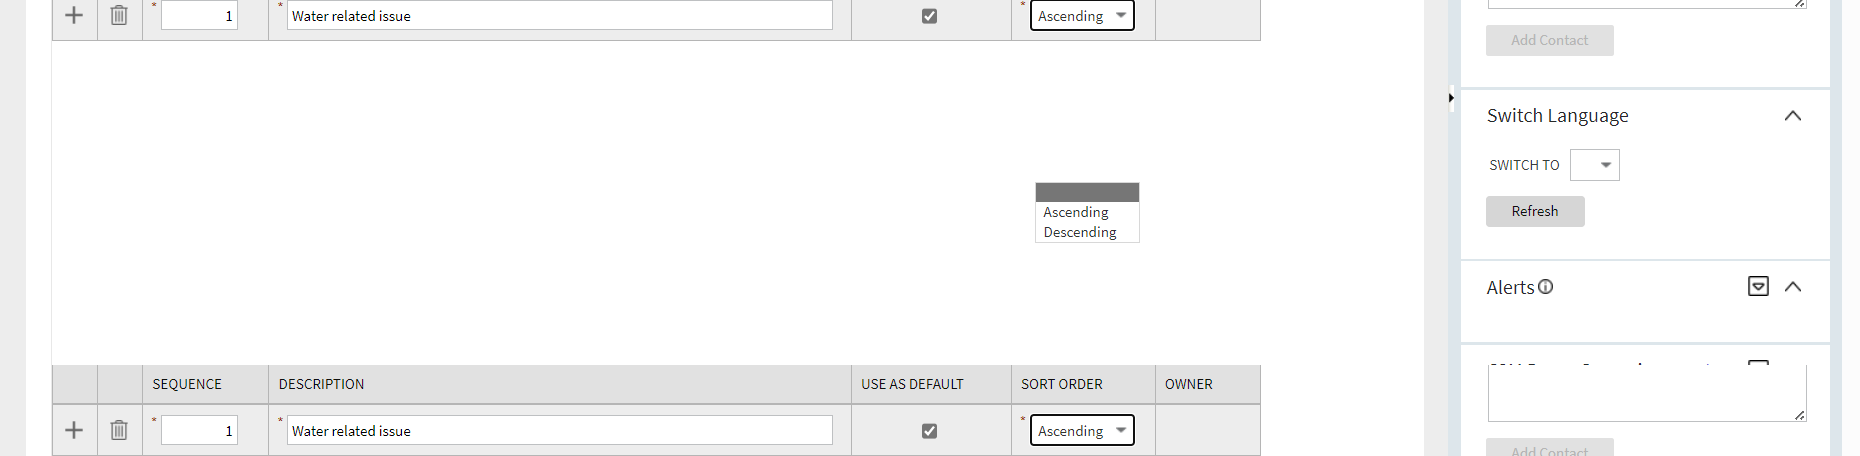 * 1 * Water related issue * Ascending
Ascending
Descending
SEQUENCE DESCRIPTION USE AS DEFAULT SORT ORDER OWNER
* 1 * Water related issue * Ascending
Add Contact
Switch Language
SWITCH TO
Refresh
Alerts
Add Contact